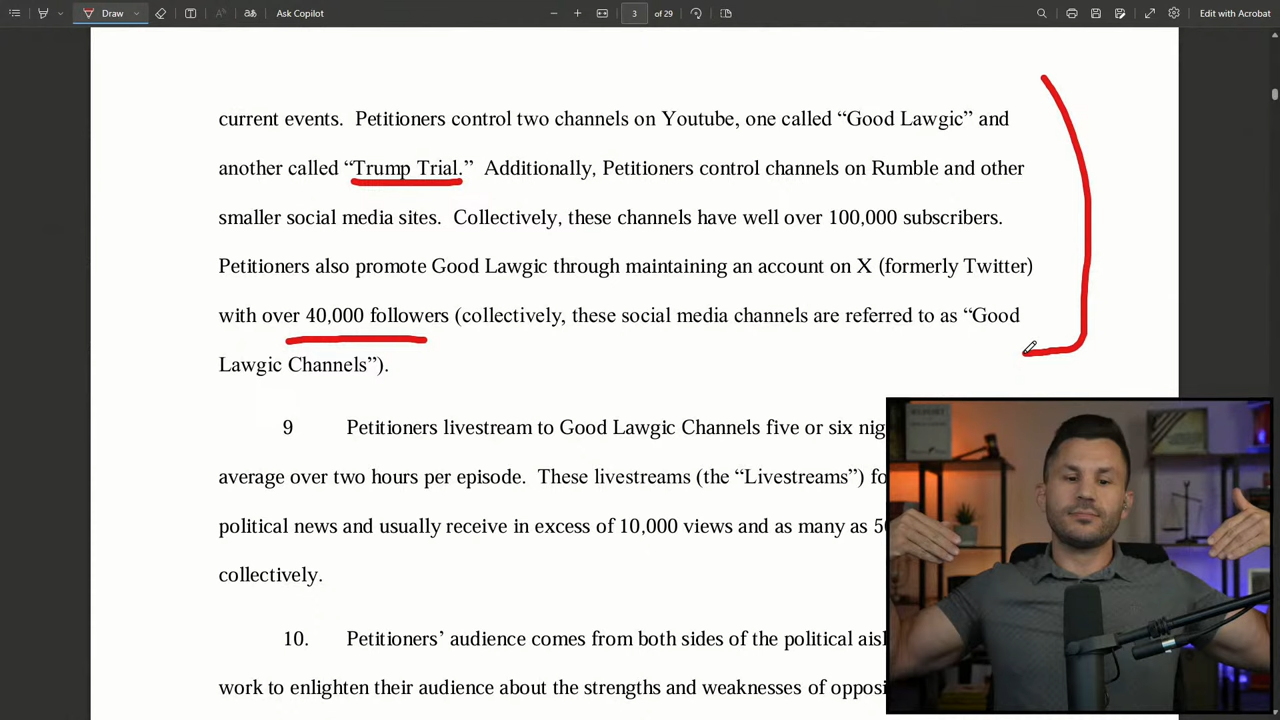 Draw
Ask Copilot
3 of 29
Edit with Acrobat
current events.  Petitioners control two channels on Youtube, one called “Good Lawgic” and
another called “Trump Trial.”  Additionally, Petitioners control channels on Rumble and other
smaller social media sites.  Collectively, these channels have well over 100,000 subscribers.
Petitioners also promote Good Lawgic through maintaining an account on X (formerly Twitter)
with over 40,000 followers (collectively, these social media channels are referred to as “Good
Lawgic Channels”).
9 Petitioners livestream to Good Lawgic Channels five or six
average over two hours per episode.  These livestreams (the “Livestreams”)
political news and usually receive in excess of 10,000 views and as many as
collectively.
10. Petitioners’ audience comes from both sides of the political
work to enlighten their audience about the strengths and weaknesses of